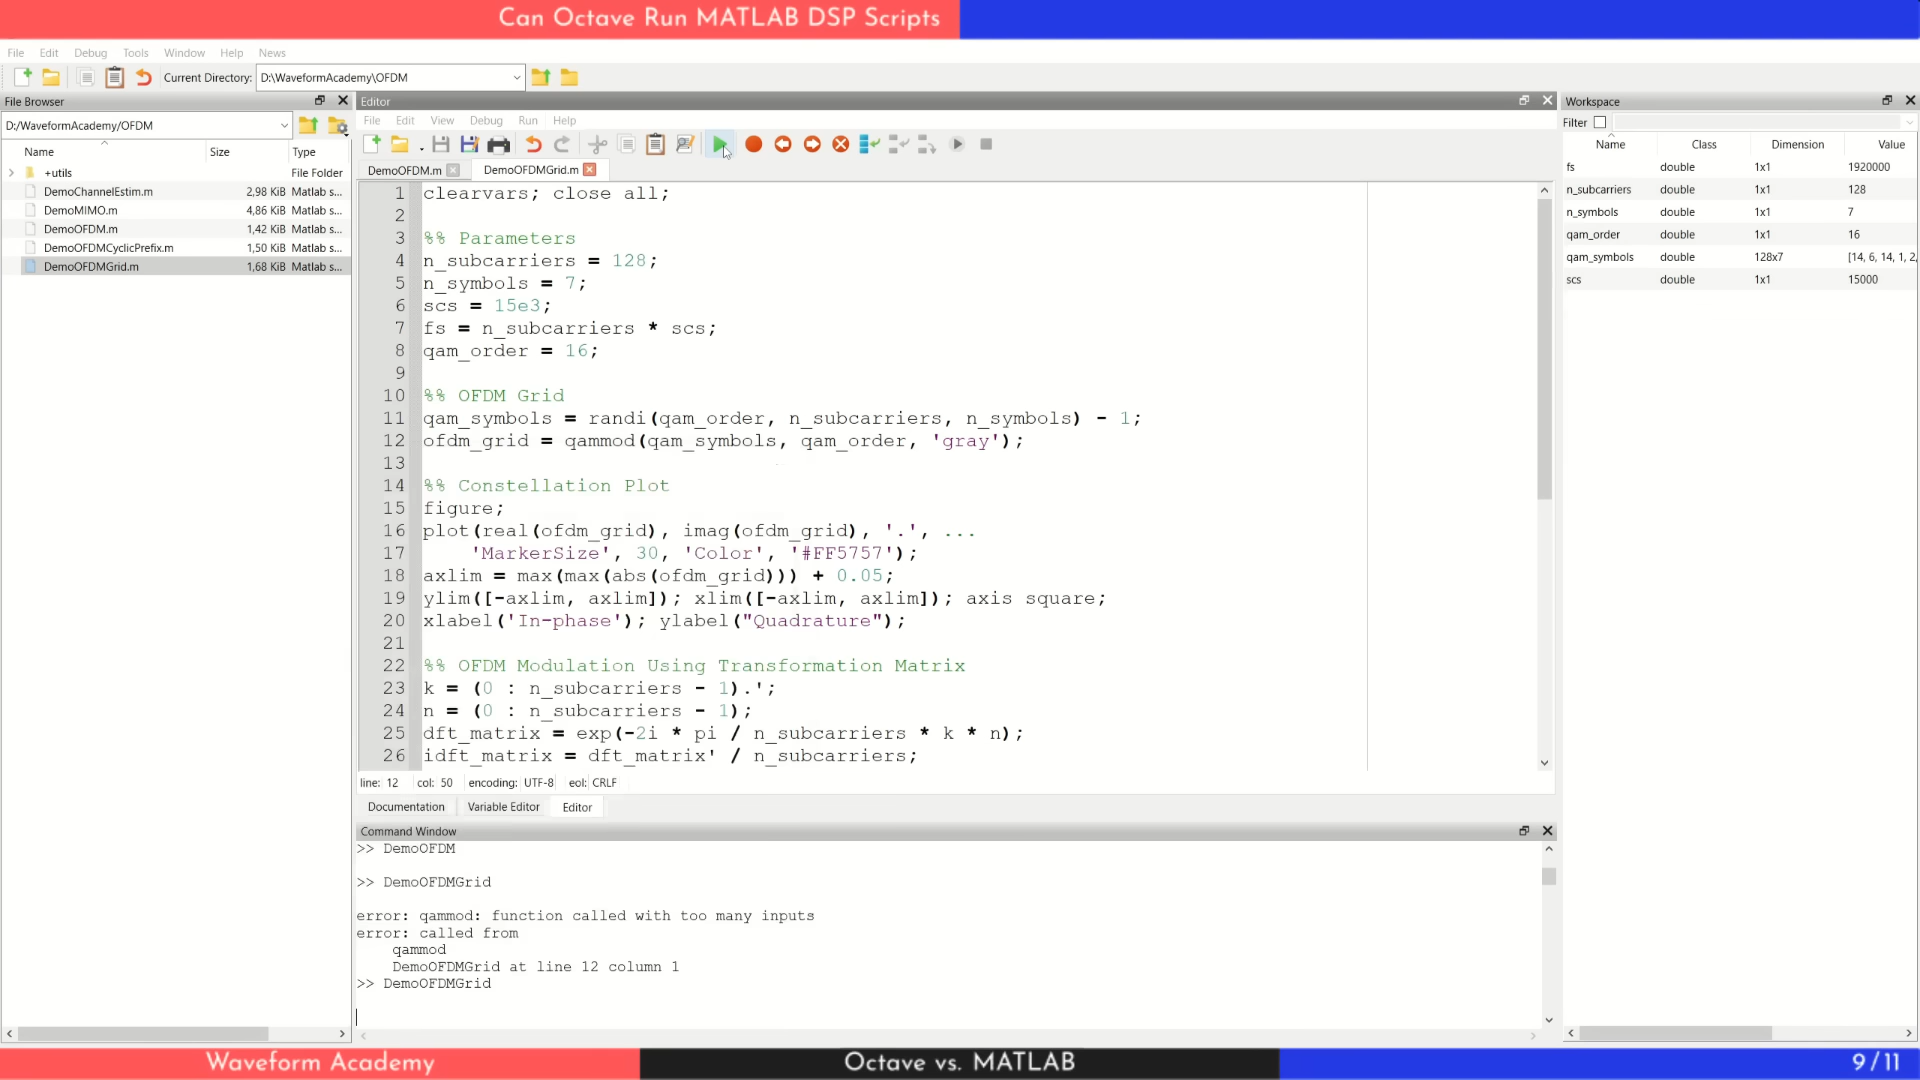 Can Octave Run MATLAB DSP Scripts
File Edit Debug Tools Window Help News
Current Directory: D:\WaveformAcademy\OFDM
File Browser
D:/WaveformAcademy/OFDM
Name Size Type
+utils File Folder
DemoChannelEstim.m 2,98 KiB Matlab s...
DemoMIMO.m 4,86 KiB Matlab s...
DemoOFDM.m 1,42 KiB Matlab s...
DemoOFDMCyclicPrefix.m 1,50 KiB Matlab s...
DemoOFDMGrid.m 1,68 KiB Matlab s...
Editor
File Edit View Debug Run Help
DemoOFDM.m DemoOFDMGrid.m
1 clearvars; close all;
2
3 %% Parameters
4 n_subcarriers = 128;
5 n_symbols = 7;
6 scs = 15e3;
7 fs = n_subcarriers * scs;
8 qam_order = 16;
9
10 %% OFDM Grid
11 qam_symbols = randi(qam_order, n_subcarriers, n_symbols) - 1;
12 ofdm_grid = qammod(qam_symbols, qam_order, 'gray');
13
14 %% Constellation Plot
15 figure;
16 plot(real(ofdm_grid), imag(ofdm_grid), '.', ...
17 'MarkerSize', 30, 'Color', '#FF5757');
18 axlim = max(max(abs(ofdm_grid))) + 0.05;
19 ylim([-axlim, axlim]); xlim([-axlim, axlim]); axis square;
20 xlabel('In-phase'); ylabel("Quadrature");
21
22 %% OFDM Modulation Using Transformation Matrix
23 k = (0 : n_subcarriers - 1).';
24 n = (0 : n_subcarriers - 1);
25 dft_matrix = exp(-2i * pi / n_subcarriers * k * n);
26 idft_matrix = dft_matrix' / n_subcarriers;
line: 12 col: 50 encoding: UTF-8 eol: CRLF
Documentation Variable Editor Editor
Command Window
>> DemoOFDM
>> DemoOFDMGrid
error: qammod: function called with too many inputs
error: called from
qammod
DemoOFDMGrid at line 12 column 1
>> DemoOFDMGrid
Workspace
Filter
Name Class Dimension Value
fs double 1x1 1920000
n_subcarriers double 1x1 128
n_symbols double 1x1 7
qam_order double 1x1 16
qam_symbols double 128x7 [14, 6, 14, 1, 2,
scs double 1x1 15000
Waveform Academy
Octave vs. MATLAB
9 / 11